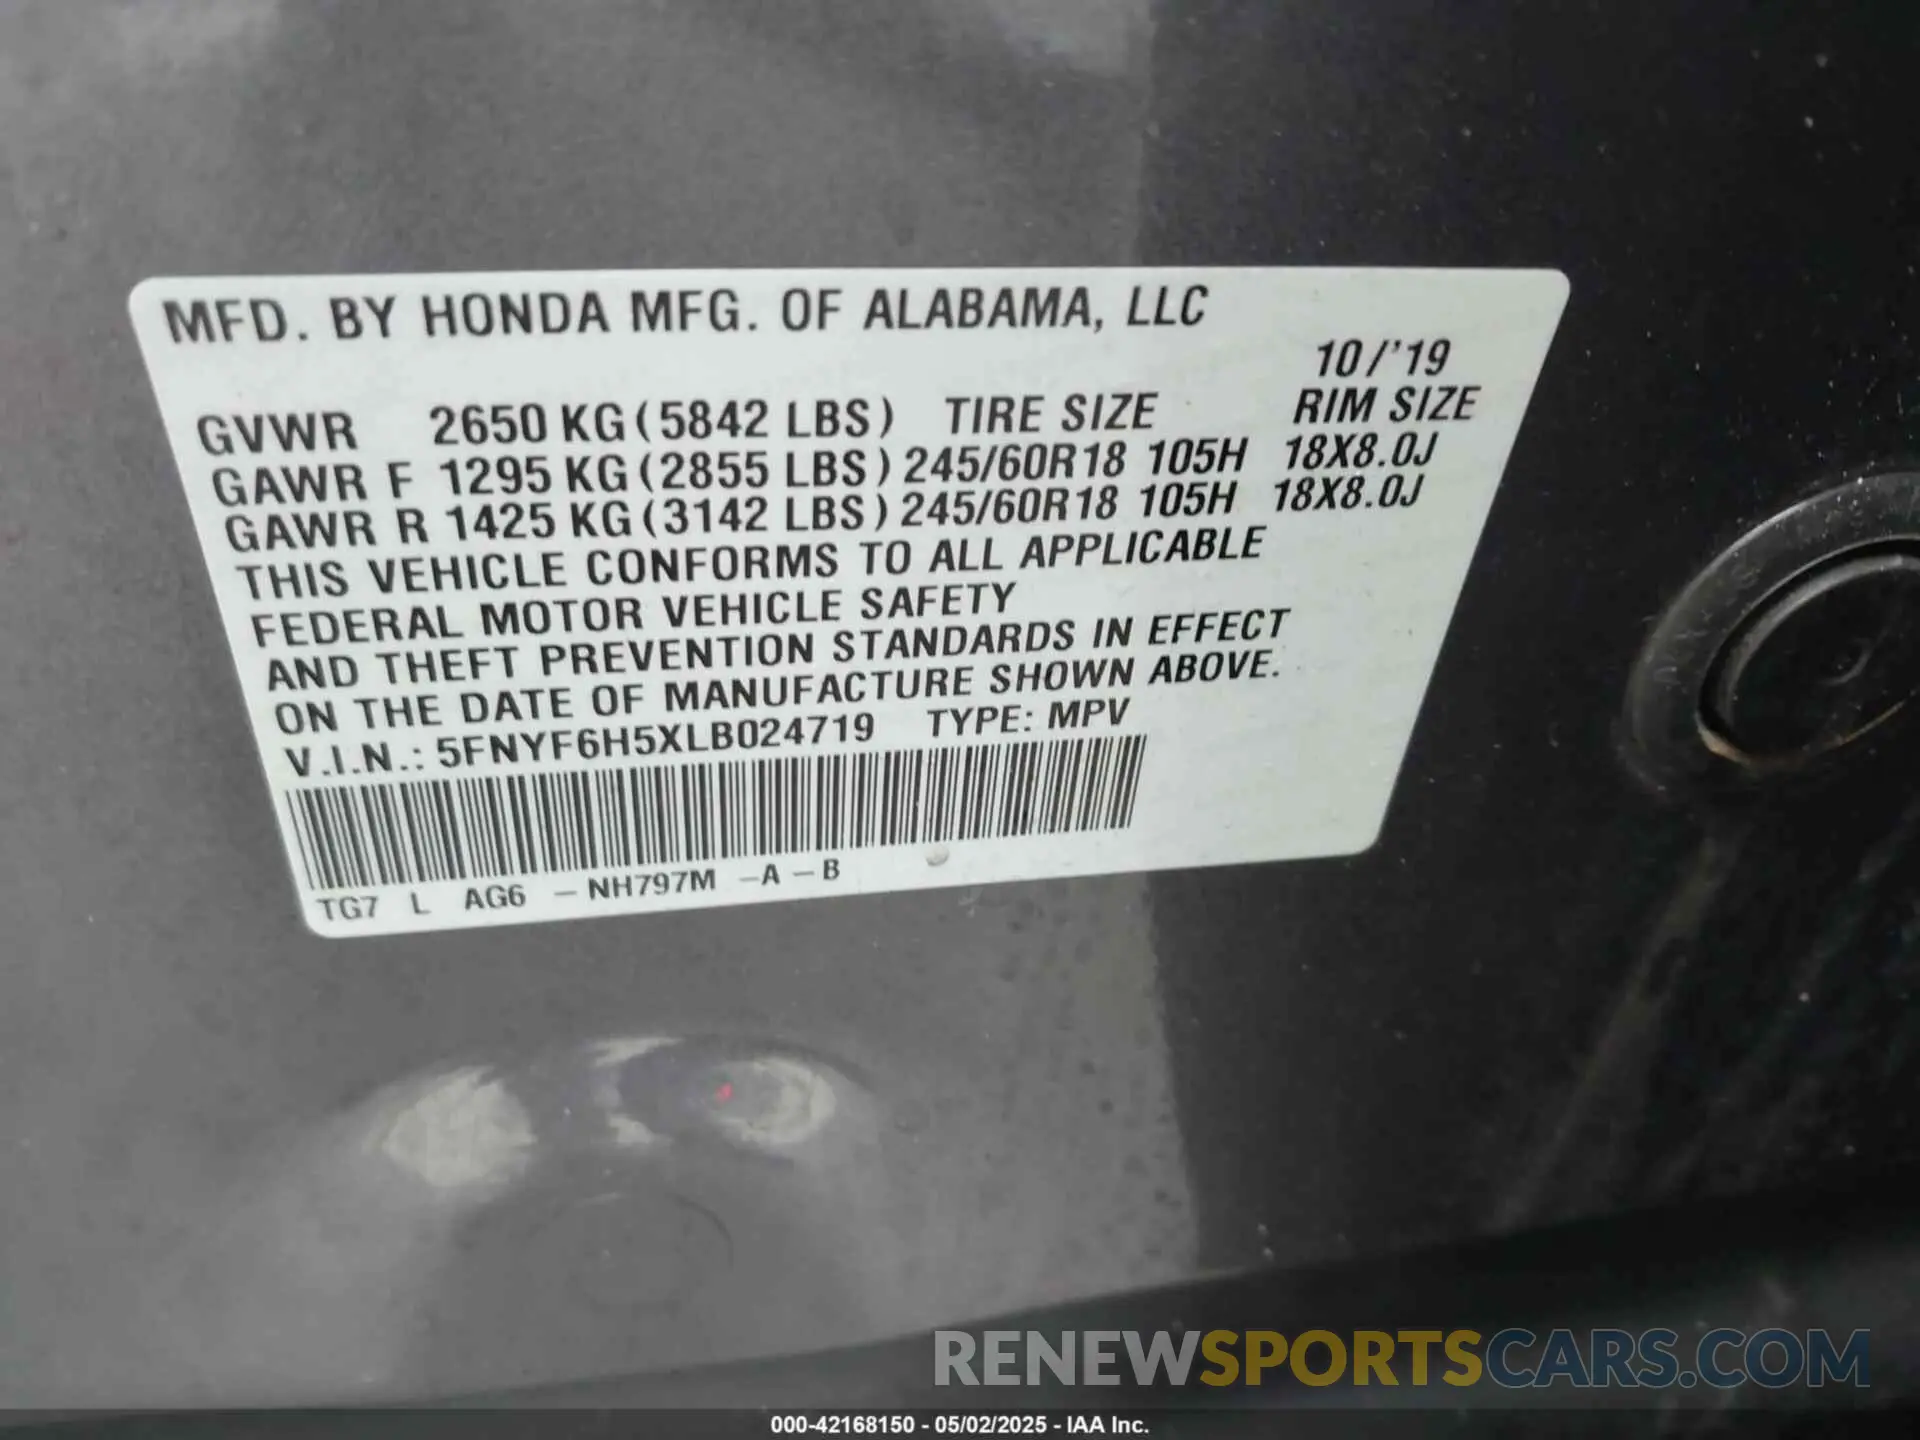 MFD. BY HONDA MFG. OF ALABAMA, LLC
10/'19
GVWR 2650 KG (5842 LBS) TIRE SIZE RIM SIZE
GAWR F 1295 KG (2855 LBS) 245/60R18 105H 18X8.0J
GAWR R 1425 KG (3142 LBS) 245/60R18 105H 18X8.0J
THIS VEHICLE CONFORMS TO ALL APPLICABLE
FEDERAL MOTOR VEHICLE SAFETY
AND THEFT PREVENTION STANDARDS IN EFFECT
ON THE DATE OF MANUFACTURE SHOWN ABOVE.
V.I.N.: 5FNYF6H5XLB024719 TYPE: MPV
TG7 L AG6 – NH797M – A – B
RENEWSPORTSCARS.COM
000-42168150 - 05/02/2025 - IAA Inc.